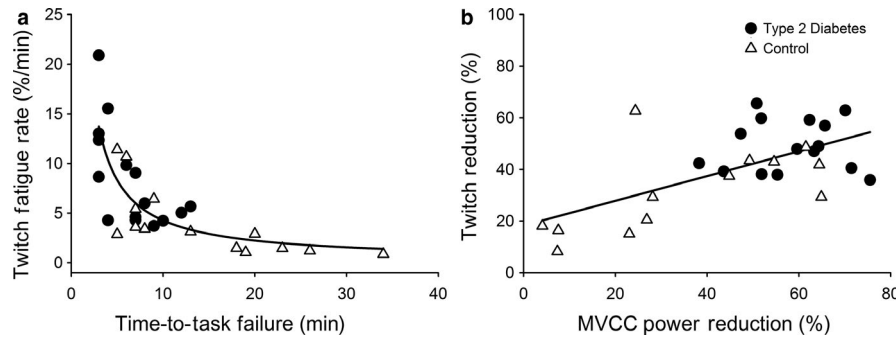 a
25
20
15
10
5
0
Twitch fatigue rate (%/min)
0 10 20 30 40
Time-to-task failure (min)
b
100
80
60
40
20
0
Twitch reduction (%)
Type 2 Diabetes
Control
0 20 40 60 80
MVCC power reduction (%)